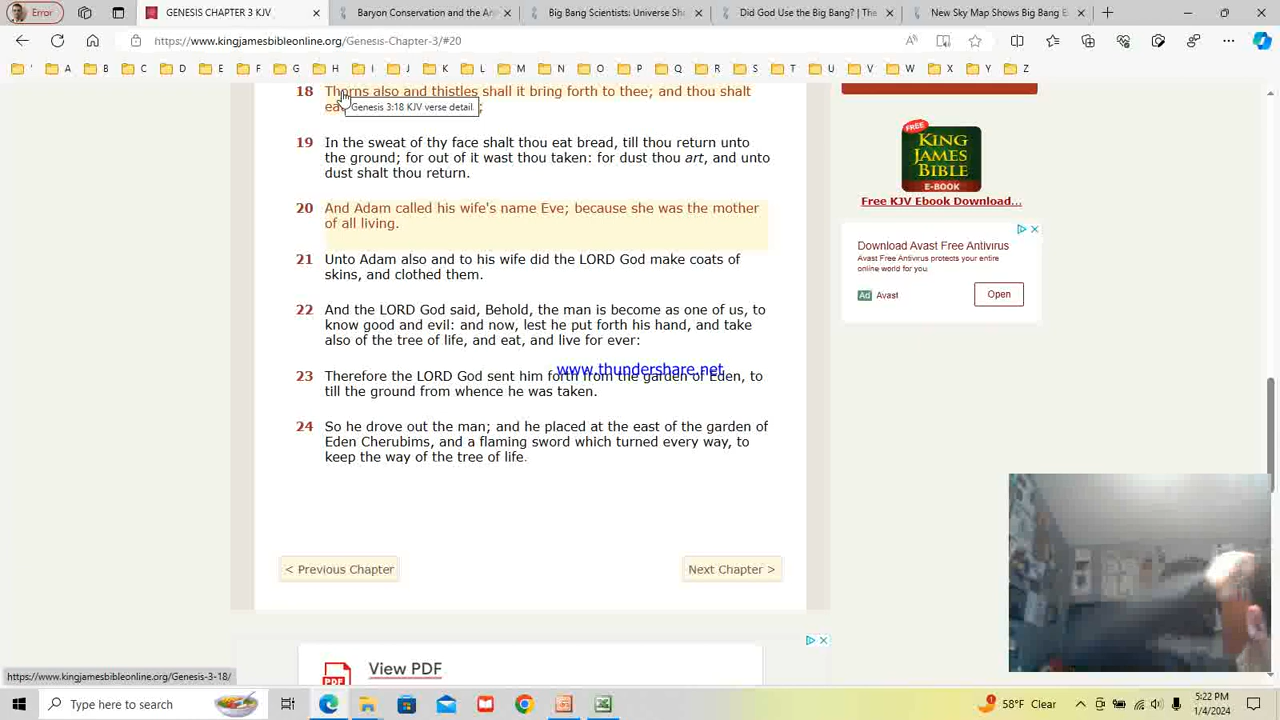 Error
GENESIS CHAPTER 3 KJV
Baryon Conservation and the An
Big Bang Scientists: Universe Sh
Did God Use the Big Bang? | The
New Sky Map Shows Big Bang E
https://www.kingjamesbibleonline.org/Genesis-Chapter-3/#20
' A B C D E F G H I J K L M N O P Q R S T U V W X Y Z
18 Thorns also and thistles shall it bring forth to thee; and thou shalt
Genesis 3:18 KJV verse detail.
19 In the sweat of thy face shalt thou eat bread, till thou return unto
the ground; for out of it wast thou taken: for dust thou art, and unto
dust shalt thou return.
20 And Adam called his wife's name Eve; because she was the mother
of all living.
21 Unto Adam also and to his wife did the LORD God make coats of
skins, and clothed them.
22 And the LORD God said, Behold, the man is become as one of us, to
know good and evil: and now, lest he put forth his hand, and take
also of the tree of life, and eat, and live for ever:
www.thundershare.net
23 Therefore the LORD God sent him forth from the garden of Eden, to
till the ground from whence he was taken.
24 So he drove out the man; and he placed at the east of the garden of
Eden Cherubims, and a flaming sword which turned every way, to
keep the way of the tree of life.
< Previous Chapter
Next Chapter >
View PDF
PDF
FREE
KING
JAMES
BIBLE
E-BOOK
Free KJV Ebook Download...
Download Avast Free Antivirus
Avast Free Antivirus protects your entire
online world for you
Ad Avast
Open
https://www.kingjamesbibleonline.org/Genesis-3-18/
Type here to search
58°F Clear
5:22 PM
1/4/2024